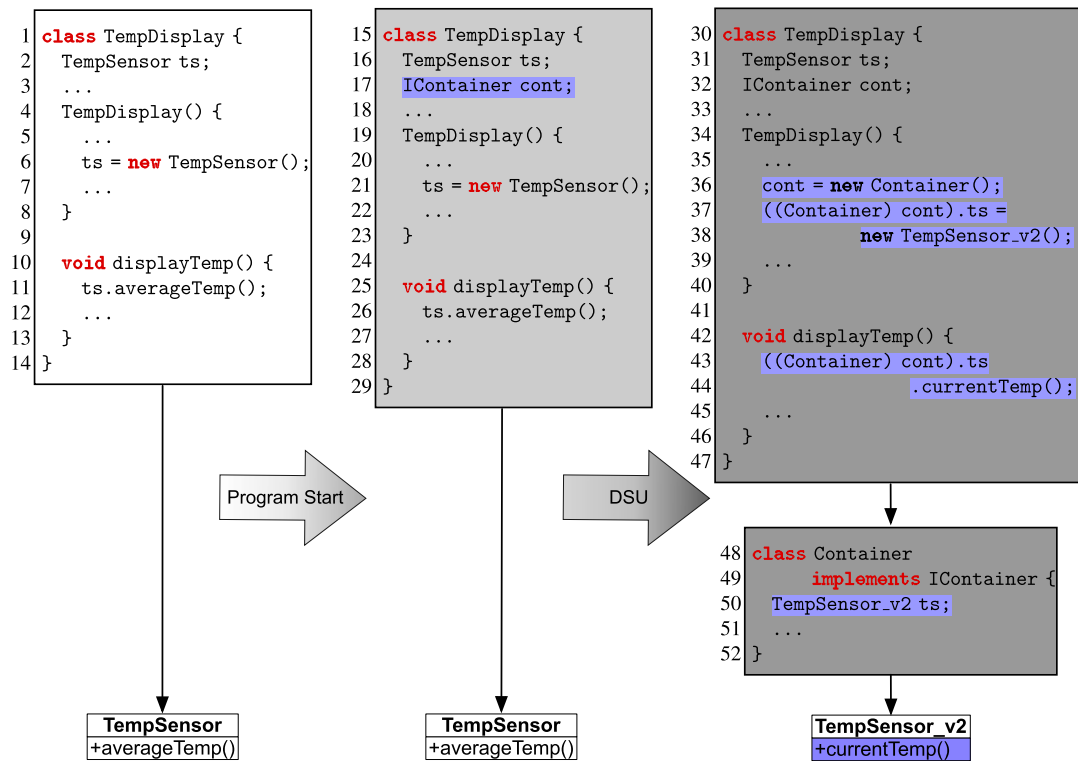 1 class TempDisplay {
2 TempSensor ts;
3 ...
4 TempDisplay() {
5 ...
6 ts = new TempSensor();
7 ...
8 }
9
10 void displayTemp() {
11 ts.averageTemp();
12 ...
13 }
14 }
15 class TempDisplay {
16 TempSensor ts;
17 IContainer cont;
18 ...
19 TempDisplay() {
20 ...
21 ts = new TempSensor();
22 ...
23 }
24
25 void displayTemp() {
26 ts.averageTemp();
27 ...
28 }
29 }
30 class TempDisplay {
31 TempSensor ts;
32 IContainer cont;
33 ...
34 TempDisplay() {
35 ...
36 cont = new Container();
37 ((Container) cont).ts =
38 new TempSensor_v2();
39 ...
40 }
41
42 void displayTemp() {
43 ((Container) cont).ts
44 .currentTemp();
45 ...
46 }
47 }
Program Start
DSU
48 class Container
49 implements IContainer {
50 TempSensor_v2 ts;
51 ...
52 }
TempSensor
+averageTemp()
TempSensor
+averageTemp()
TempSensor_v2
+currentTemp()